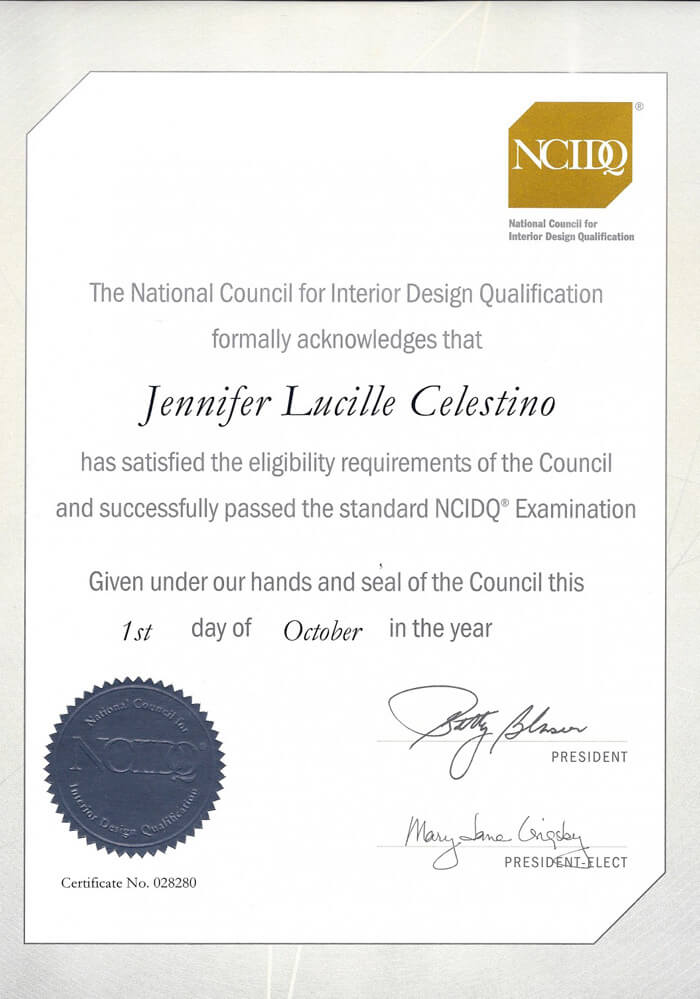 NCIDQ®
National Council for
Interior Design Qualification
The National Council for Interior Design Qualification
formally acknowledges that
Jennifer Lucille Celestino
has satisfied the eligibility requirements of the Council
and successfully passed the standard NCIDQ® Examination
Given under our hands and seal of the Council this
1st day of October in the year
National Council for
NCIDQ®
Interior Design Qualification
Certificate No. 028280
PRESIDENT
Mary Jane Grigsby
PRESIDENT-ELECT